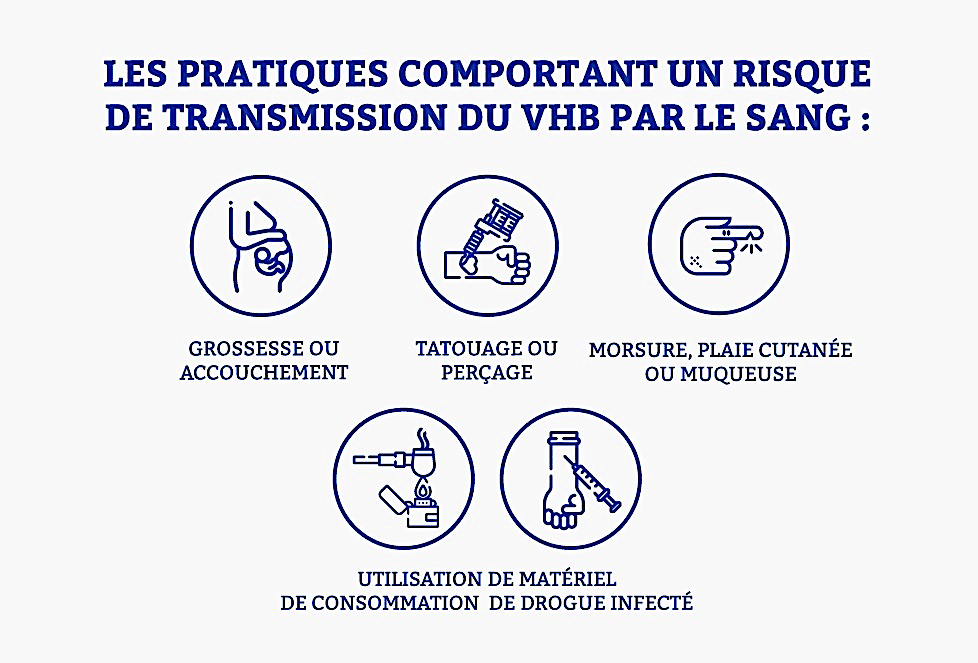 LES PRATIQUES COMPORTANT UN RISQUE
DE TRANSMISSION DU VHB PAR LE SANG :
GROSSESSE OU
ACCOUCHEMENT
TATOUAGE OU
PERÇAGE
MORSURE, PLAIE CUTANÉE
OU MUQUEUSE
UTILISATION DE MATÉRIEL
DE CONSOMMATION DE DROGUE INFECTÉ